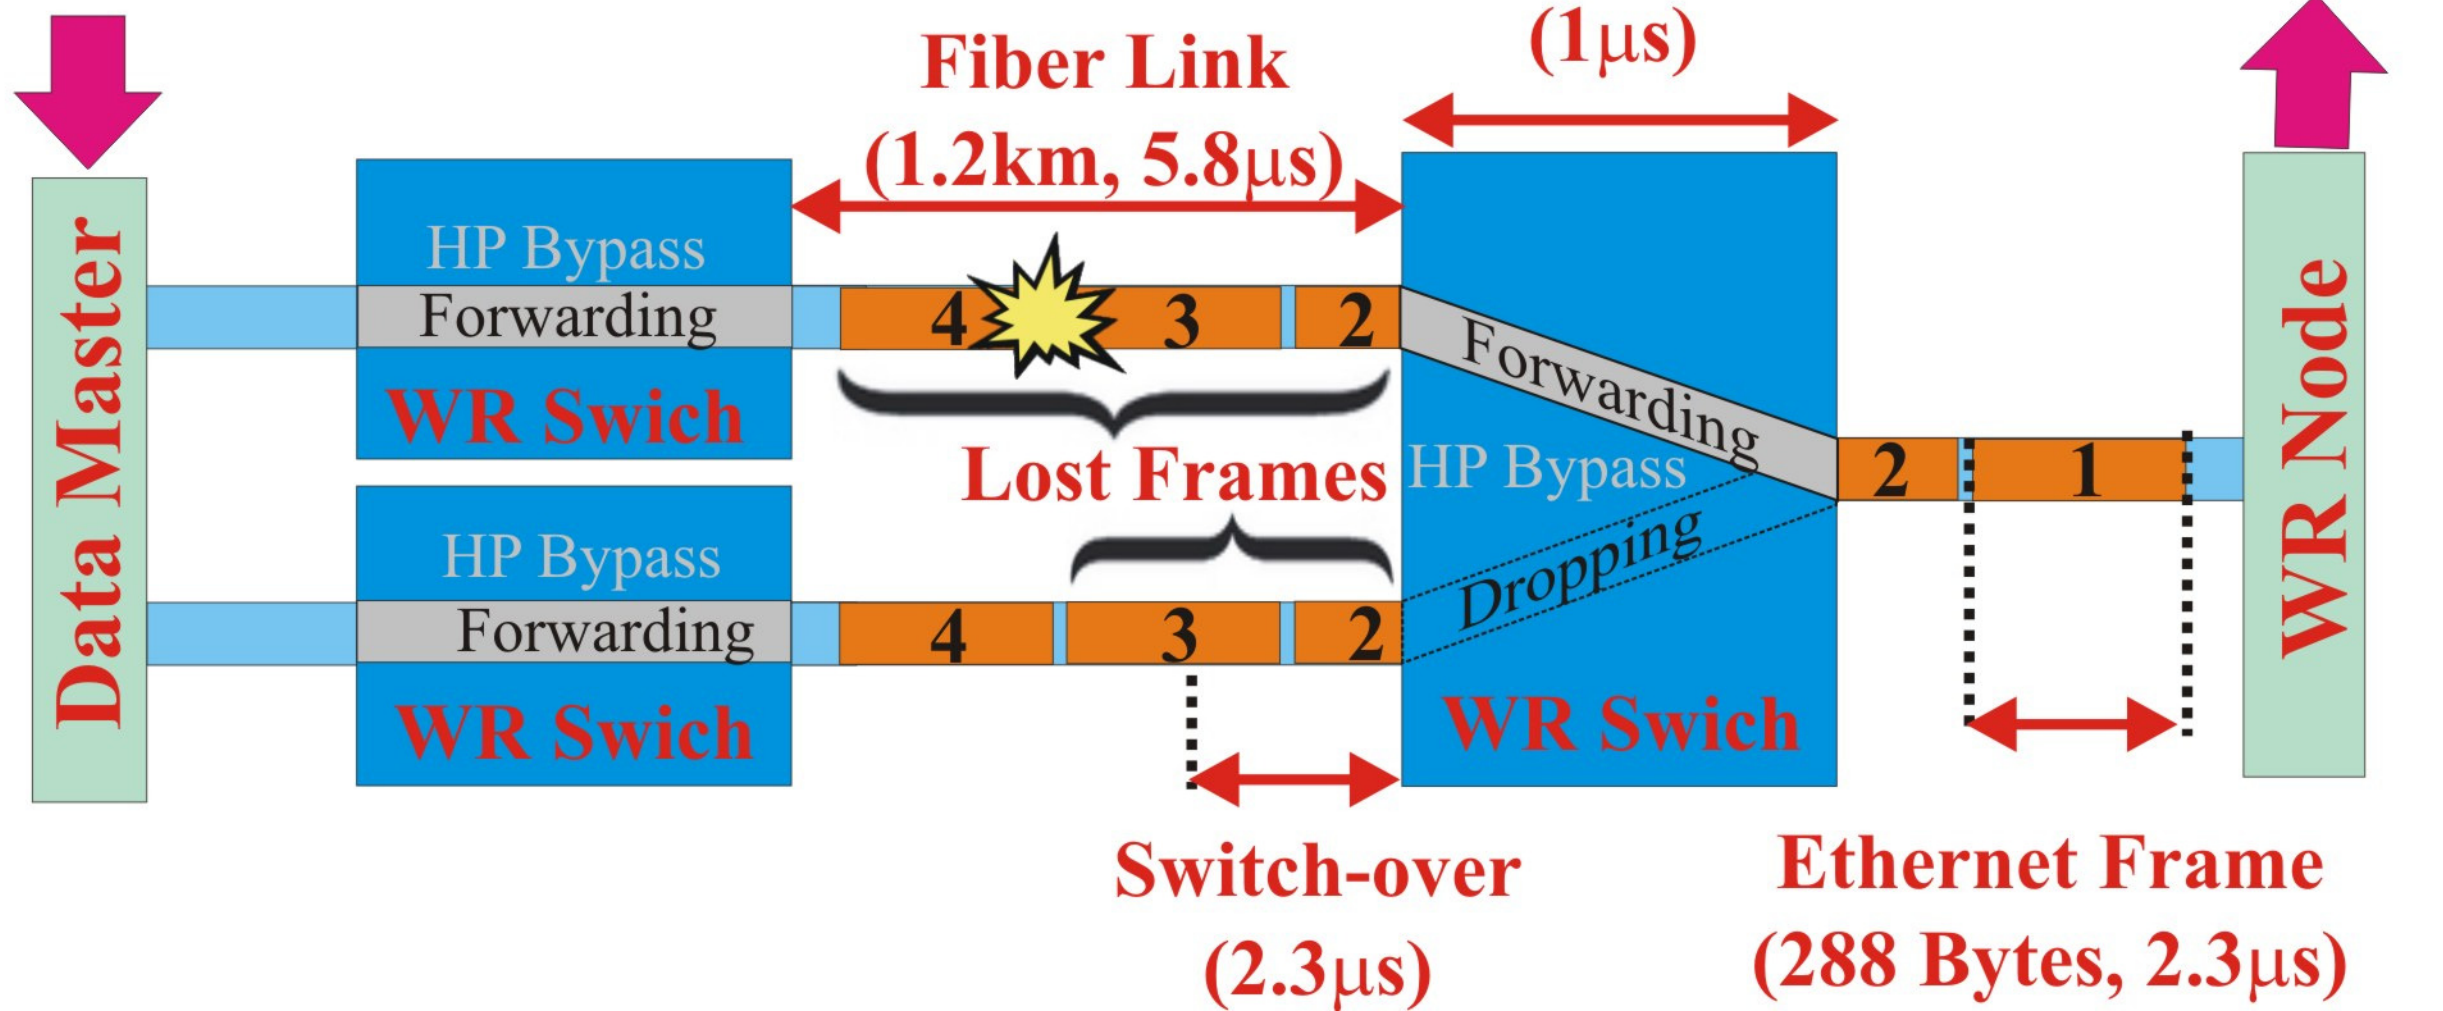 Fiber Link
(1.2km, 5.8μs)
(1μs)
Data Master
HP Bypass
Forwarding
WR Swich
4
3
2
Lost Frames
HP Bypass
Forwarding
WR Swich
4
3
2
Forwarding
HP Bypass
Dropping
WR Swich
2
1
WR Node
Switch-over
(2.3μs)
Ethernet Frame
(288 Bytes, 2.3μs)